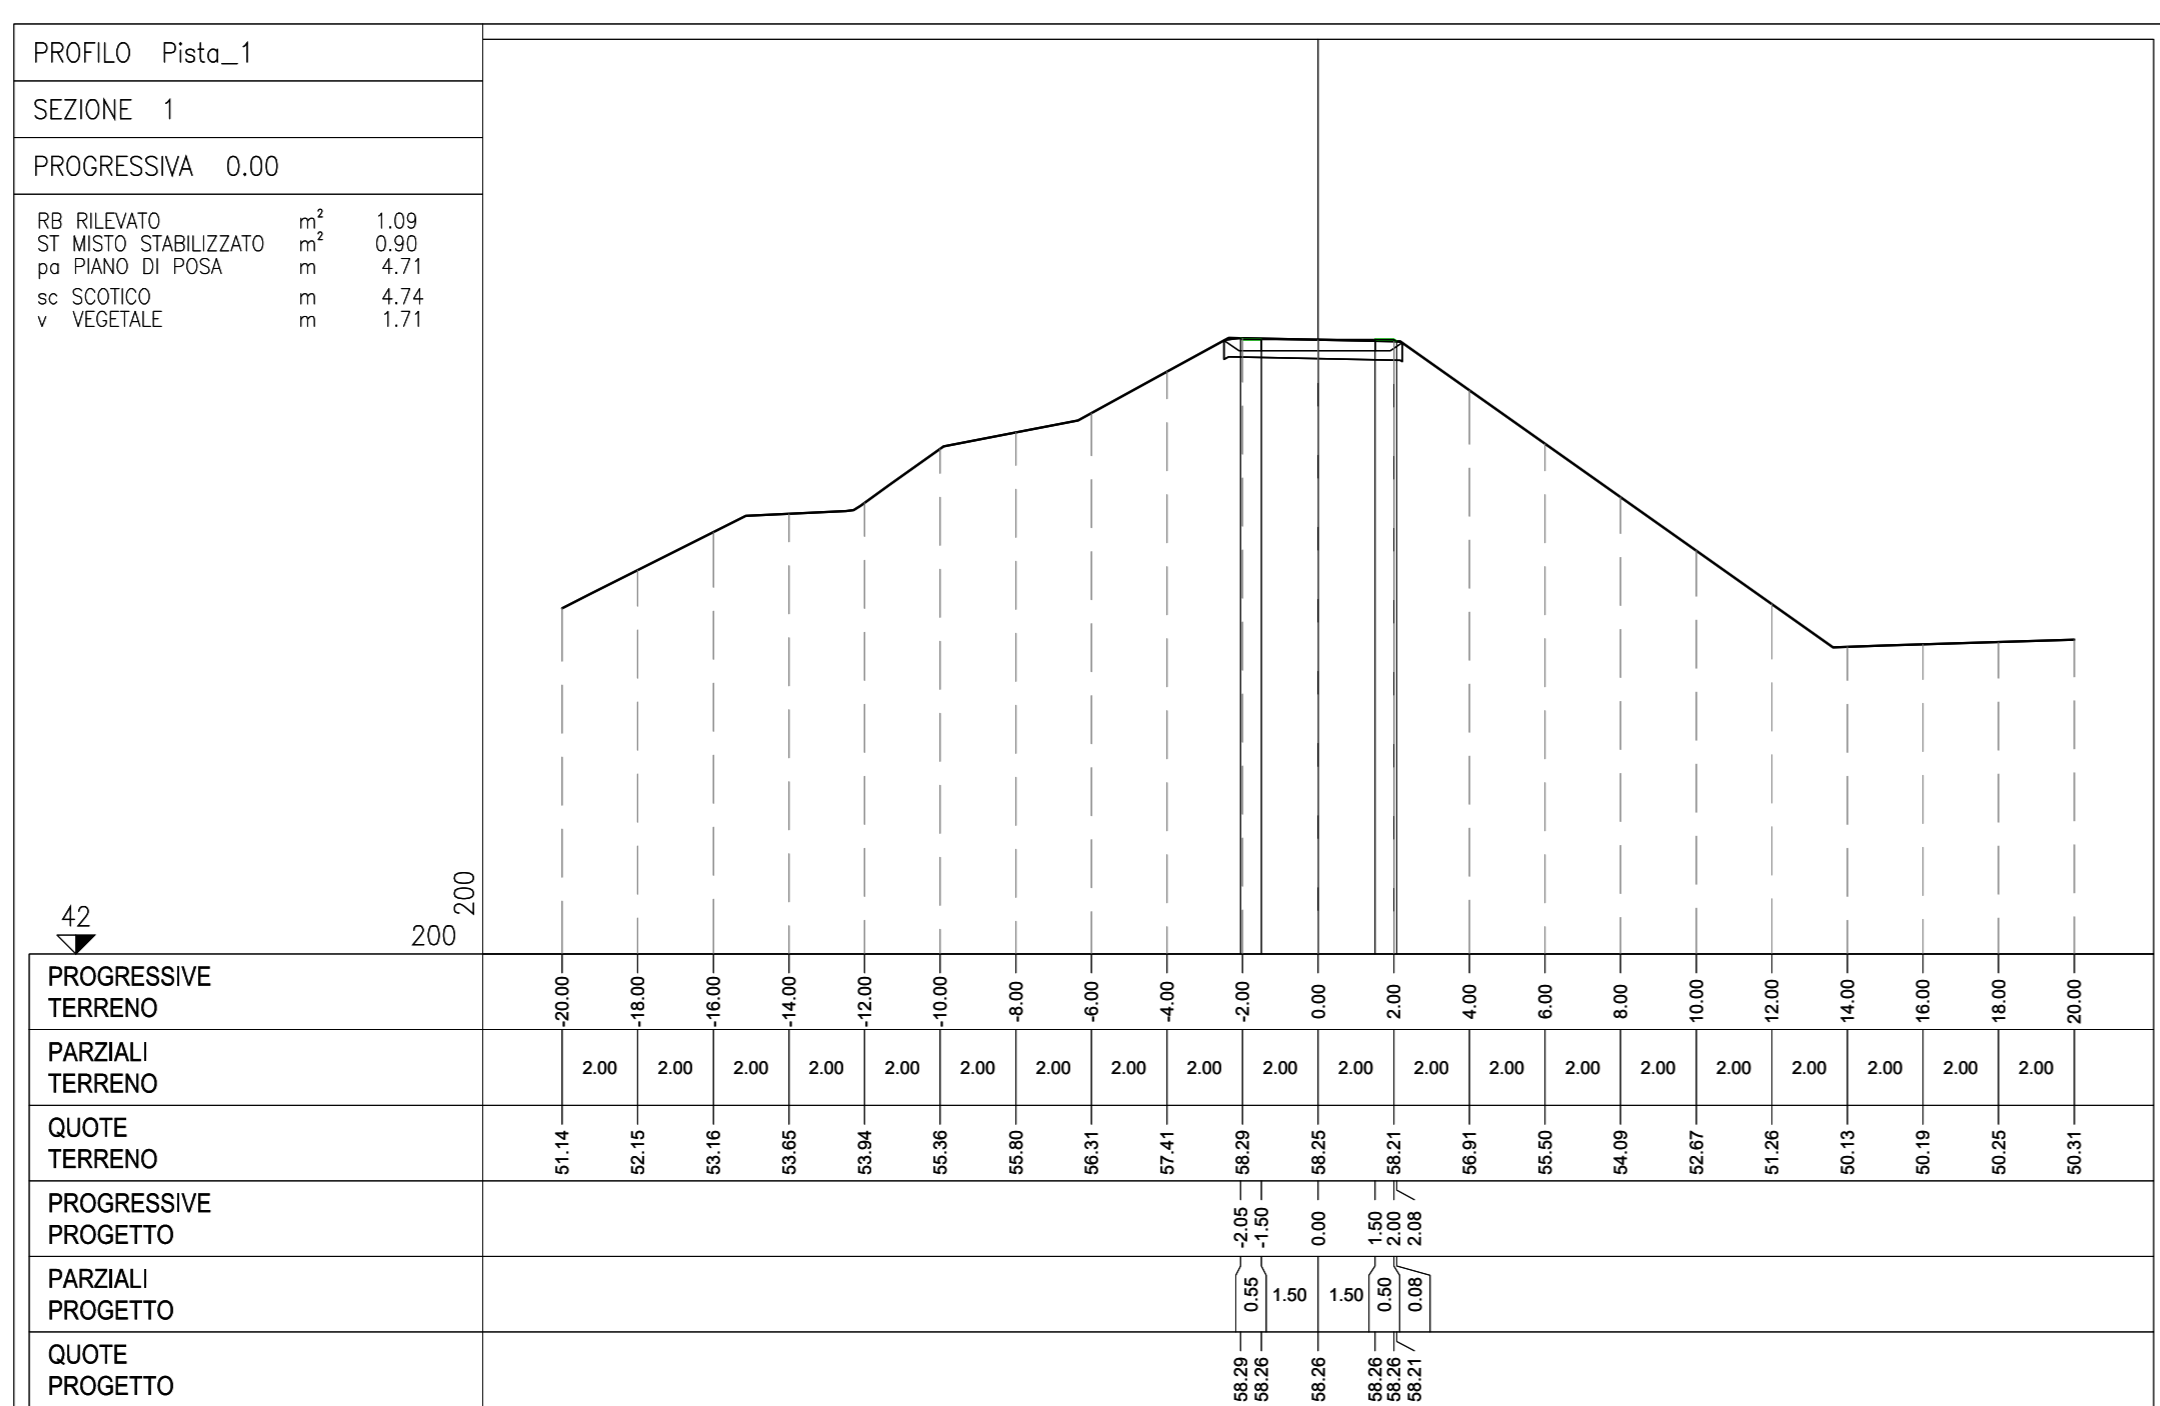 PROFILO Pista_1
SEZIONE 1
PROGRESSIVA 0.00
RB RILEVATO m² 1.09
ST MISTO STABILIZZATO m² 0.90
pa PIANO DI POSA m 4.71
sc SCOTICO m 4.74
v VEGETALE m 1.71
42
200
200
PROGRESSIVE
TERRENO
-20.00 -18.00 -16.00 -14.00 -12.00 -10.00 -8.00 -6.00 -4.00 -2.00 0.00 2.00 4.00 6.00 8.00 10.00 12.00 14.00 16.00 18.00 20.00
PARZIALI
TERRENO
2.00 2.00 2.00 2.00 2.00 2.00 2.00 2.00 2.00 2.00 2.00 2.00 2.00 2.00 2.00 2.00 2.00 2.00 2.00 2.00
QUOTE
TERRENO
51.14 52.15 53.16 53.65 53.94 55.36 55.80 56.31 57.41 58.29 58.25 58.21 56.91 55.50 54.09 52.67 51.26 50.13 50.19 50.25 50.31
PROGRESSIVE
PROGETTO
-2.05 -1.50 0.00 1.50 2.00 2.08
PARZIALI
PROGETTO
0.55 1.50 1.50 0.50 0.08
QUOTE
PROGETTO
58.29 58.26 58.26 58.26 58.26 58.21